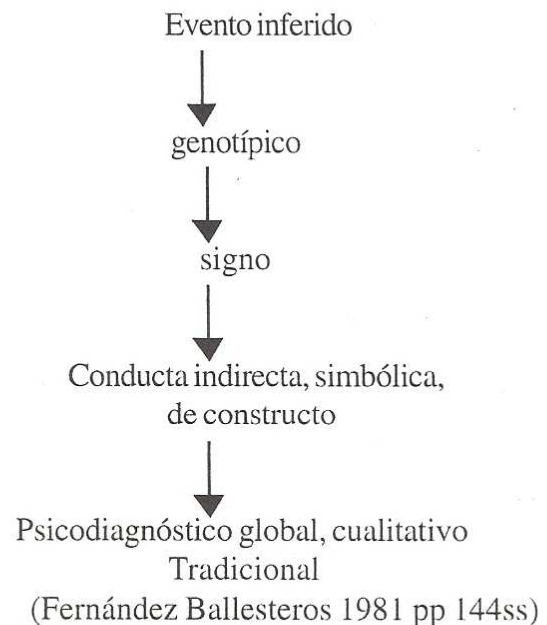 Evento inferido
genotípico
signo
Conducta indirecta, simbólica,
de constructo
Psicodiagnóstico global, cualitativo
Tradicional
(Fernández Ballesteros 1981 pp 144ss)